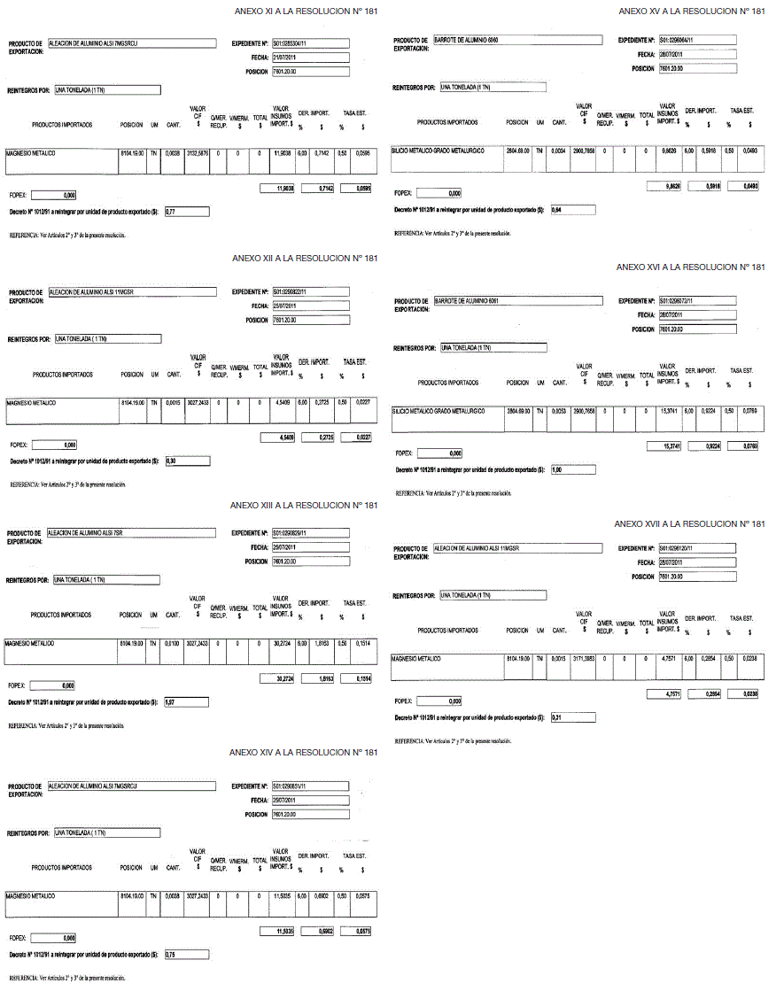 ANEXO XI A LA RESOLUCION Nº 181
PRODUCTO DE EXPORTACION: ALEACION DE ALUMINIO ALSI 7MGSRCU
EXPEDIENTE Nº: S01:0285304/11
FECHA: 21/07/2011
POSICION 7601.20.00
REINTEGROS POR: UNA TONELADA (1 TN)
PRODUCTOS IMPORTADOS POSICION UM CANT. VALOR CIF $ Q/MER. RECUP. V/MERM. $ TOTAL $ VALOR INSUMOS IMPORT. $ DER. IMPORT. % $ TASA EST. % $
MAGNESIO METALICO 8104.19.00 TN 0,0038 3132,5876 0 0 0 11,9038 6,00 0,7142 0,50 0,0595
11,9038 0,7142 0,0595
FOPEX: 0,000
Decreto Nº 1012/91 a reintegrar por unidad de producto exportado ($): 0,77
REFERENCIA: Ver Artículos 2º y 3º de la presente resolución.
ANEXO XII A LA RESOLUCION Nº 181
PRODUCTO DE EXPORTACION: ALEACION DE ALUMINIO ALSI 11MGSR
EXPEDIENTE Nº: S01:0290822/11
FECHA: 25/07/2011
POSICION 7601.20.00
REINTEGROS POR: UNA TONELADA ( 1 TN)
PRODUCTOS IMPORTADOS POSICION UM CANT. VALOR CIF $ Q/MER. RECUP. V/MERM. $ TOTAL $ VALOR INSUMOS IMPORT. $ DER. IMPORT. % $ TASA EST. % $
MAGNESIO METALICO 8104.19.00 TN 0,0015 3027,2433 0 0 0 4,5409 6,00 0,2725 0,50 0,0227
4,5409 0,2725 0,0227
FOPEX: 0,000
Decreto Nº 1012/91 a reintegrar por unidad de producto exportado ($): 0,30
REFERENCIA: Ver Artículos 2º y 3º de la presente resolución.
ANEXO XIII A LA RESOLUCION Nº 181
PRODUCTO DE EXPORTACION: ALEACION DE ALUMINIO ALSI 7SR
EXPEDIENTE Nº: S01:0290829/11
FECHA: 25/07/2011
POSICION 7601.20.00
REINTEGROS POR: UNA TONELADA ( 1 TN)
PRODUCTOS IMPORTADOS POSICION UM CANT. VALOR CIF $ Q/MER. RECUP. V/MERM. $ TOTAL $ VALOR INSUMOS IMPORT. $ DER. IMPORT. % $ TASA EST. % $
MAGNESIO METALICO 8104.19.00 TN 0,0100 3027,2433 0 0 0 30,2724 6,00 1,8163 0,50 0,1514
30,2724 1,8163 0,1514
FOPEX: 0,000
Decreto Nº 1012/91 a reintegrar por unidad de producto exportado ($): 1,97
REFERENCIA: Ver Artículos 2º y 3º de la presente resolución.
ANEXO XIV A LA RESOLUCION Nº 181
PRODUCTO DE EXPORTACION: ALEACION DE ALUMINIO ALSI 7MGSRCU
EXPEDIENTE Nº: S01:0290851/11
FECHA: 25/07/2011
POSICION 7601.20.00
REINTEGROS POR: UNA TONELADA ( 1 TN)
PRODUCTOS IMPORTADOS POSICION UM CANT. VALOR CIF $ Q/MER. RECUP. V/MERM. $ TOTAL $ VALOR INSUMOS IMPORT. $ DER. IMPORT. % $ TASA EST. % $
MAGNESIO METALICO 8104.19.00 TN 0,0038 3027,2433 0 0 0 11,5035 6,00 0,6902 0,50 0,0575
11,5035 0,6902 0,0575
FOPEX: 0,000
Decreto Nº 1012/91 a reintegrar por unidad de producto exportado ($): 0,75
REFERENCIA: Ver Artículos 2º y 3º de la presente resolución.
ANEXO XV A LA RESOLUCION Nº 181
PRODUCTO DE EXPORTACION: BARROTE DE ALUMINIO 6060
EXPEDIENTE Nº: S01:0296064/11
FECHA: 28/07/2011
POSICION 7601.20.00
REINTEGROS POR: UNA TONELADA (1 TN)
PRODUCTOS IMPORTADOS POSICION UM CANT. VALOR CIF $ Q/MER. RECUP. V/MERM. $ TOTAL $ VALOR INSUMOS IMPORT. $ DER. IMPORT. % $ TASA EST. % $
SILICIO METALICO GRADO METALURGICO 2804.69.00 TN 0,0034 2900,7658 0 0 0 9,8626 6,00 0,5918 0,50 0,0493
9,8626 0,5918 0,0493
FOPEX: 0,000
Decreto Nº 1012/91 a reintegrar por unidad de producto exportado ($): 0,64
REFERENCIA: Ver Artículos 2º y 3º de la presente resolución.
ANEXO XVI A LA RESOLUCION Nº 181
PRODUCTO DE EXPORTACION: BARROTE DE ALUMINIO 6061
EXPEDIENTE Nº: S01:0296072/11
FECHA: 28/07/2011
POSICION 7601.20.00
REINTEGROS POR: UNA TONELADA (1 TN)
PRODUCTOS IMPORTADOS POSICION UM CANT. VALOR CIF $ Q/MER. RECUP. V/MERM. $ TOTAL $ VALOR INSUMOS IMPORT. $ DER. IMPORT. % $ TASA EST. % $
SILICIO METALICO GRADO METALURGICO 2804.69.00 TN 0,0053 2900,7658 0 0 0 15,3741 6,00 0,9224 0,50 0,0769
15,3741 0,9224 0,0769
FOPEX: 0,000
Decreto Nº 1012/91 a reintegrar por unidad de producto exportado ($): 1,00
REFERENCIA: Ver Artículos 2º y 3º de la presente resolución.
ANEXO XVII A LA RESOLUCION Nº 181
PRODUCTO DE EXPORTACION: ALEACION DE ALUMINIO ALSI 11MGSR
EXPEDIENTE Nº: S01:0296120/11
FECHA: 28/07/2011
POSICION 7601.20.00
REINTEGROS POR: UNA TONELADA (1 TN)
PRODUCTOS IMPORTADOS POSICION UM CANT. VALOR CIF $ Q/MER. RECUP. V/MERM. $ TOTAL $ VALOR INSUMOS IMPORT. $ DER. IMPORT. % $ TASA EST. % $
MAGNESIO METALICO 8104.19.00 TN 0,0015 3171,3983 0 0 0 4,7571 6,00 0,2854 0,50 0,0238
4,7571 0,2854 0,0238
FOPEX: 0,000
Decreto Nº 1012/91 a reintegrar por unidad de producto exportado ($): 0,31
REFERENCIA: Ver Artículos 2º y 3º de la presente resolución.